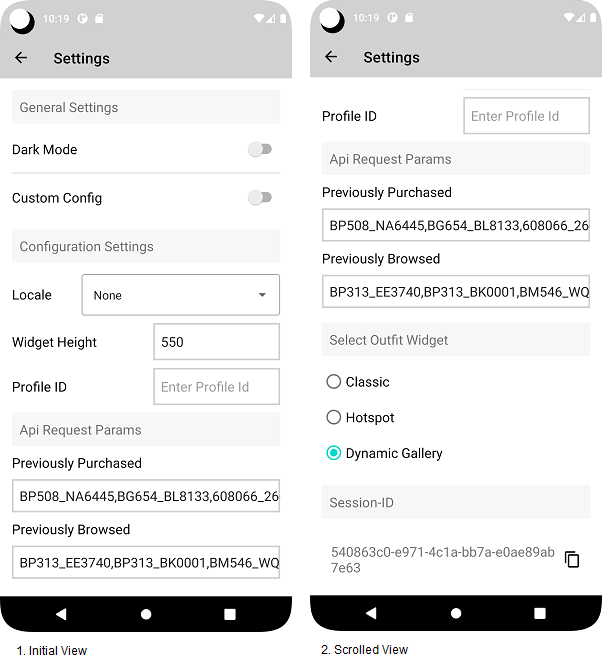 10:19
Settings
General Settings
Dark Mode
Custom Config
Configuration Settings
Locale None
Widget Height 550
Profile ID Enter Profile Id
Api Request Params
Previously Purchased
BP508_NA6445,BG654_BL8133,608066_26
Previously Browsed
BP313_EE3740,BP313_BK0001,BM546_WQ
1. Initial View
10:19
Settings
Profile ID Enter Profile Id
Api Request Params
Previously Purchased
BP508_NA6445,BG654_BL8133,608066_26
Previously Browsed
BP313_EE3740,BP313_BK0001,BM546_WQ
Select Outfit Widget
Classic
Hotspot
Dynamic Gallery
Session-ID
540863c0-e971-4c1a-bb7a-e0ae89ab
7e63
2. Scrolled View